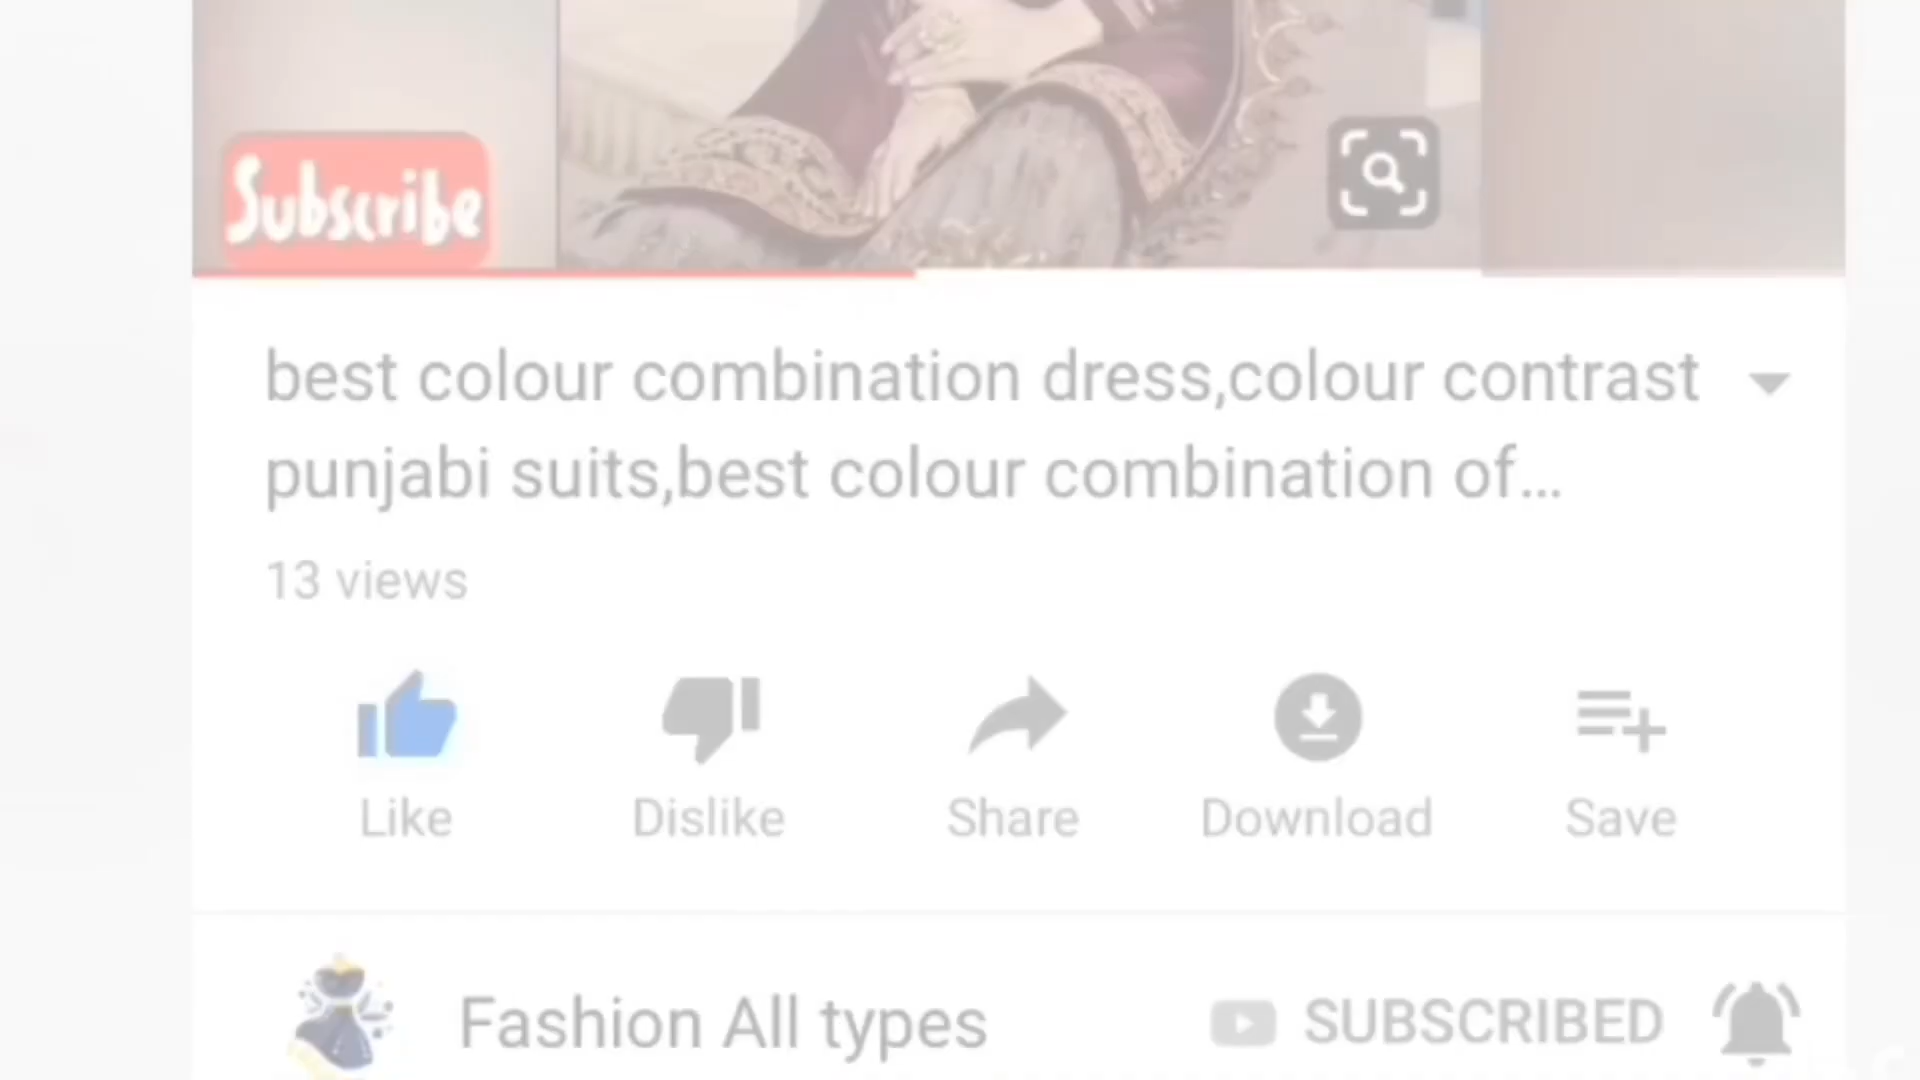 Subscribe
best colour combination dress,colour contrast
punjabi suits,best colour combination of...
13 views
Like Dislike Share Download Save
Fashion All types SUBSCRIBED